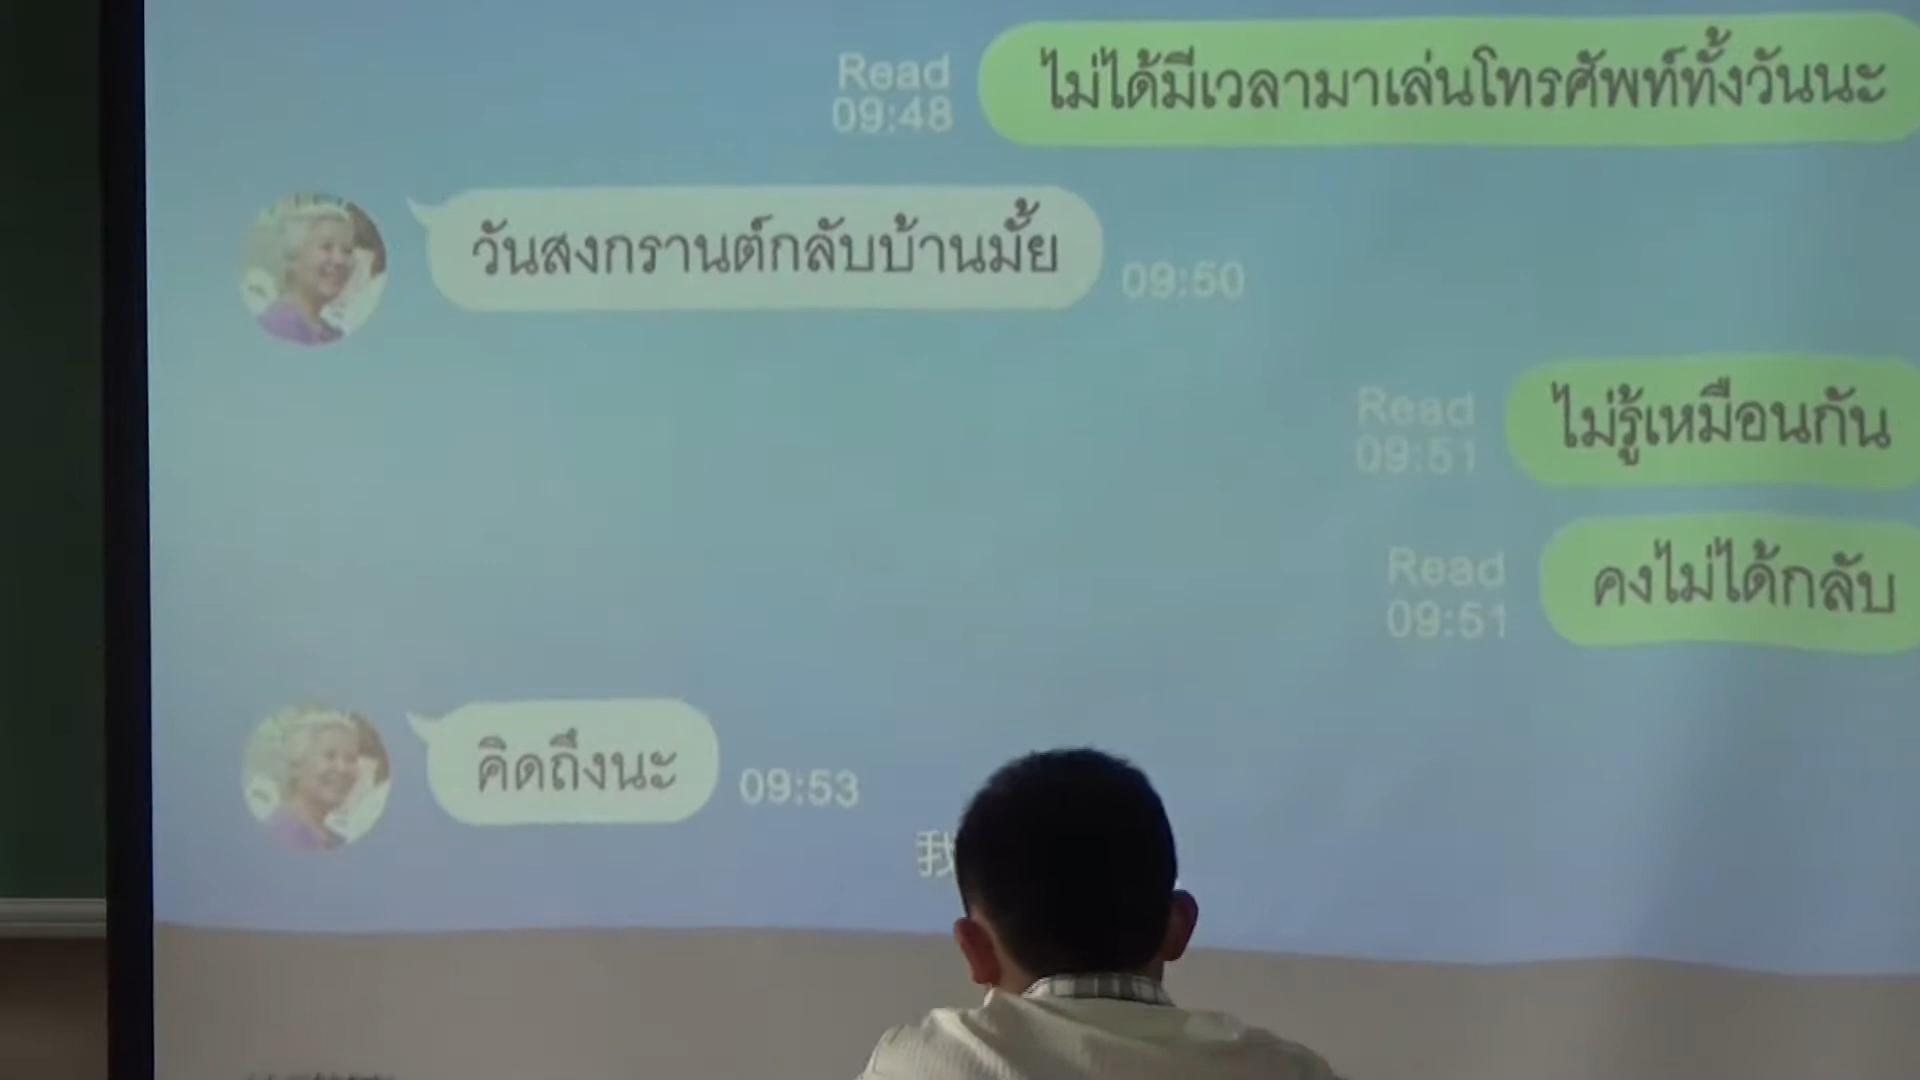 ไม่ได้มีเวลามาเล่นโทรศัพท์ทั้งวันนะ
Read
09:48
วันสงกรานต์กลับบ้านมั้ย
09:50
ไม่รู้เหมือนกัน
Read
09:51
คงไม่ได้กลับ
Read
09:51
คิดถึงนะ
09:53
我